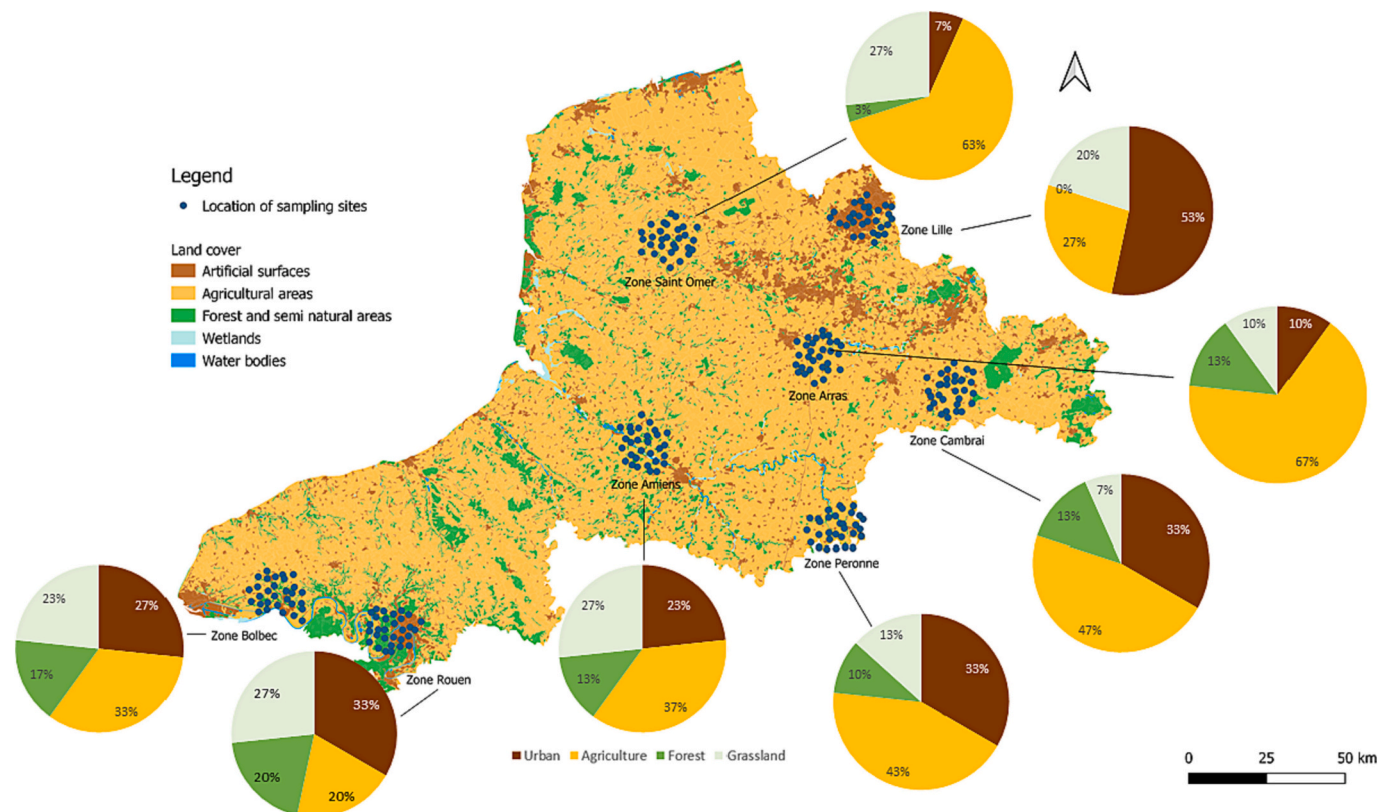 7%
27%
3%
63%
20%
0%
53%
27%
Legend
Location of sampling sites
Land cover
Artificial surfaces
Agricultural areas
Forest and semi natural areas
Wetlands
Water bodies
Zone Lille
Zone Saint Omer
10%
10%
13%
67%
Zone Arras
Zone Cambrai
Zone Amiens
7%
13%
33%
47%
Zone Peronne
23%
27%
17%
33%
Zone Bolbec
27%
23%
13%
37%
Zone Rouen
27%
33%
20%
20%
13%
10%
33%
43%
Urban Agriculture Forest Grassland
0 25 50 km